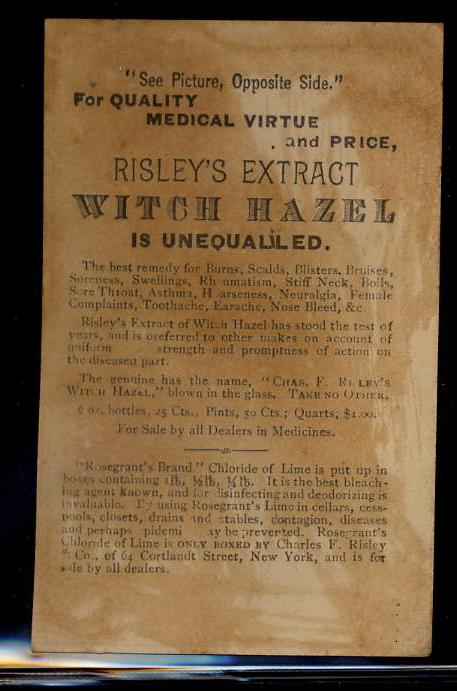 "See Picture, Opposite Side."
For QUALITY
MEDICAL VIRTUE
and PRICE,
RISLEY'S EXTRACT
WITCH HAZEL
IS UNEQUALLED.
The best remedy for Burns, Scalds, Blisters. Bruises,
Soreness, Swellings, Rheumatism, Stiff Neck, Boils,
Sore Throat, Asthma, Hoarseness, Neuralgia, Female
Complaints, Toothache, Earache, Nose Bleed, &c.
Risley's Extract of Witch Hazel has stood the test of
years, and is preferred to other makes on account of
uniform strength and promptness of action on
the diseased part.
The genuine has the name, "CHAS. F. RISLEY'S
WITCH HAZEL," blown in the glass. TAKE NO OTHER.
6 oz. bottles, 25 Cts., Pints, 50 Cts.; Quarts, $1.00.
For Sale by all Dealers in Medicines.
"Rosegrant's Brand" Chloride of Lime is put up in
boxes containing 1lb, ½lb, ¼lb. It is the best bleach-
ing agent known, and for disinfecting and deodorizing is
invaluable. By using Rosegrant's Lime in cellars, cess-
pools, closets, drains and stables, contagion, diseases
and perhaps pidemi ay be prevented. Rosegrant's
Chloride of Lime is ONLY BOXED BY Charles F. Risley
& Co., of 64 Cortlandt Street, New York, and is for
sale by all dealers.